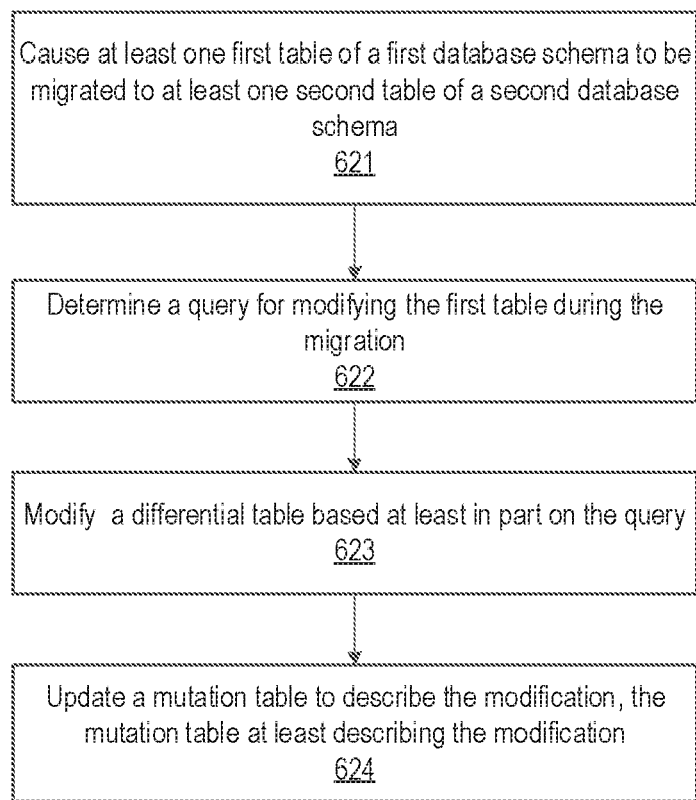 Cause at least one first table of a first database schema to be
migrated to at least one second table of a second database
schema
621
Determine a query for modifying the first table during the
migration
622
Modify a differential table based at least in part on the query
623
Update a mutation table to describe the modification, the
mutation table at least describing the modification
624